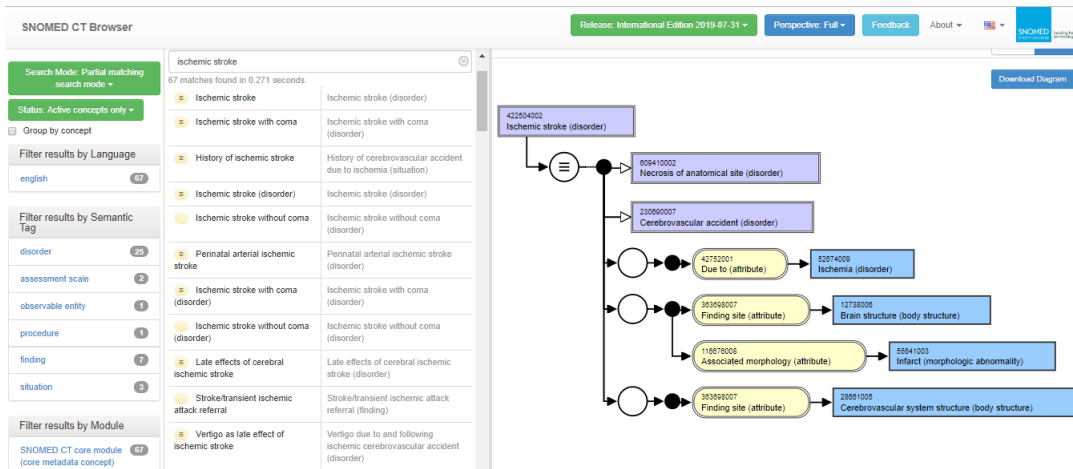 SNOMED CT Browser
Release: International Edition 2019-07-31
Perspective: Full
Feedback
About
SNOMED
International
Search Mode: Partial matching
search mode
Status: Active concepts only
Group by concept
Filter results by Language
english 67
Filter results by Semantic
Tag
disorder 25
assessment scale 2
observable entity 1
procedure 1
finding 7
situation 3
Filter results by Module
SNOMED CT core module 67
(core metadata concept)
ischemic stroke
67 matches found in 0.271 seconds.
Ischemic stroke Ischemic stroke (disorder)
Ischemic stroke with coma Ischemic stroke with coma
(disorder)
History of ischemic stroke History of cerebrovascular accident
due to ischemia (situation)
Ischemic stroke (disorder) Ischemic stroke (disorder)
Ischemic stroke without coma Ischemic stroke without coma
(disorder)
Perinatal arterial ischemic Perinatal arterial ischemic stroke
stroke (disorder)
Ischemic stroke with coma Ischemic stroke with coma
(disorder) (disorder)
Ischemic stroke without coma Ischemic stroke without coma
(disorder) (disorder)
Late effects of cerebral Late effects of cerebral ischemic
ischemic stroke stroke (disorder)
Stroke/transient ischemic Stroke/transient ischemic attack
attack referral referral (finding)
Vertigo as late effect of Vertigo due to and following
ischemic stroke ischemic cerebrovascular accident
(disorder)
Download Diagram
422504002
Ischemic stroke (disorder)
609410002
Necrosis of anatomical site (disorder)
230690007
Cerebrovascular accident (disorder)
42752001
Due to (attribute)
52674009
Ischemia (disorder)
363698007
Finding site (attribute)
12738006
Brain structure (body structure)
116676008
Associated morphology (attribute)
55641003
Infarct (morphologic abnormality)
363698007
Finding site (attribute)
28661005
Cerebrovascular system structure (body structure)